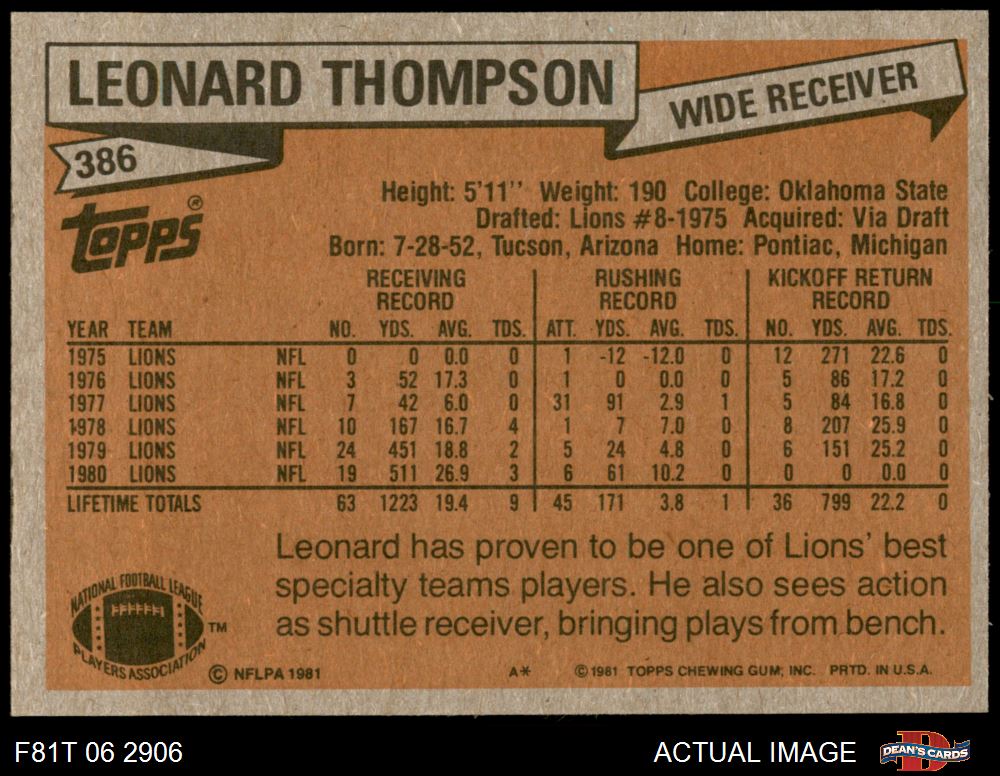 LEONARD THOMPSON
WIDE RECEIVER
386
Topps®
Height: 5'11'' Weight: 190 College: Oklahoma State
Drafted: Lions #8-1975 Acquired: Via Draft
Born: 7-28-52, Tucson, Arizona Home: Pontiac, Michigan
RECEIVING RECORD RUSHING RECORD KICKOFF RETURN RECORD
YEAR TEAM NO. YDS. AVG. TDS. ATT. YDS. AVG. TDS. NO. YDS. AVG. TDS.
1975 LIONS NFL 0 0 0.0 0 1 -12 -12.0 0 12 271 22.6 0
1976 LIONS NFL 3 52 17.3 0 1 0 0.0 0 5 86 17.2 0
1977 LIONS NFL 7 42 6.0 0 31 91 2.9 1 5 84 16.8 0
1978 LIONS NFL 10 167 16.7 4 1 7 7.0 0 8 207 25.9 0
1979 LIONS NFL 24 451 18.8 2 5 24 4.8 0 6 151 25.2 0
1980 LIONS NFL 19 511 26.9 3 6 61 10.2 0 0 0 0.0 0
LIFETIME TOTALS 63 1223 19.4 9 45 171 3.8 1 36 799 22.2 0
Leonard has proven to be one of Lions' best
specialty teams players. He also sees action
as shuttle receiver, bringing plays from bench.
NATIONAL FOOTBALL LEAGUE
PLAYERS ASSOCIATION
TM
© NFLPA 1981 A* ©1981 TOPPS CHEWING GUM, INC. PRTD. IN U.S.A.
F81T 06 2906 ACTUAL IMAGE D DEAN'S CARDS